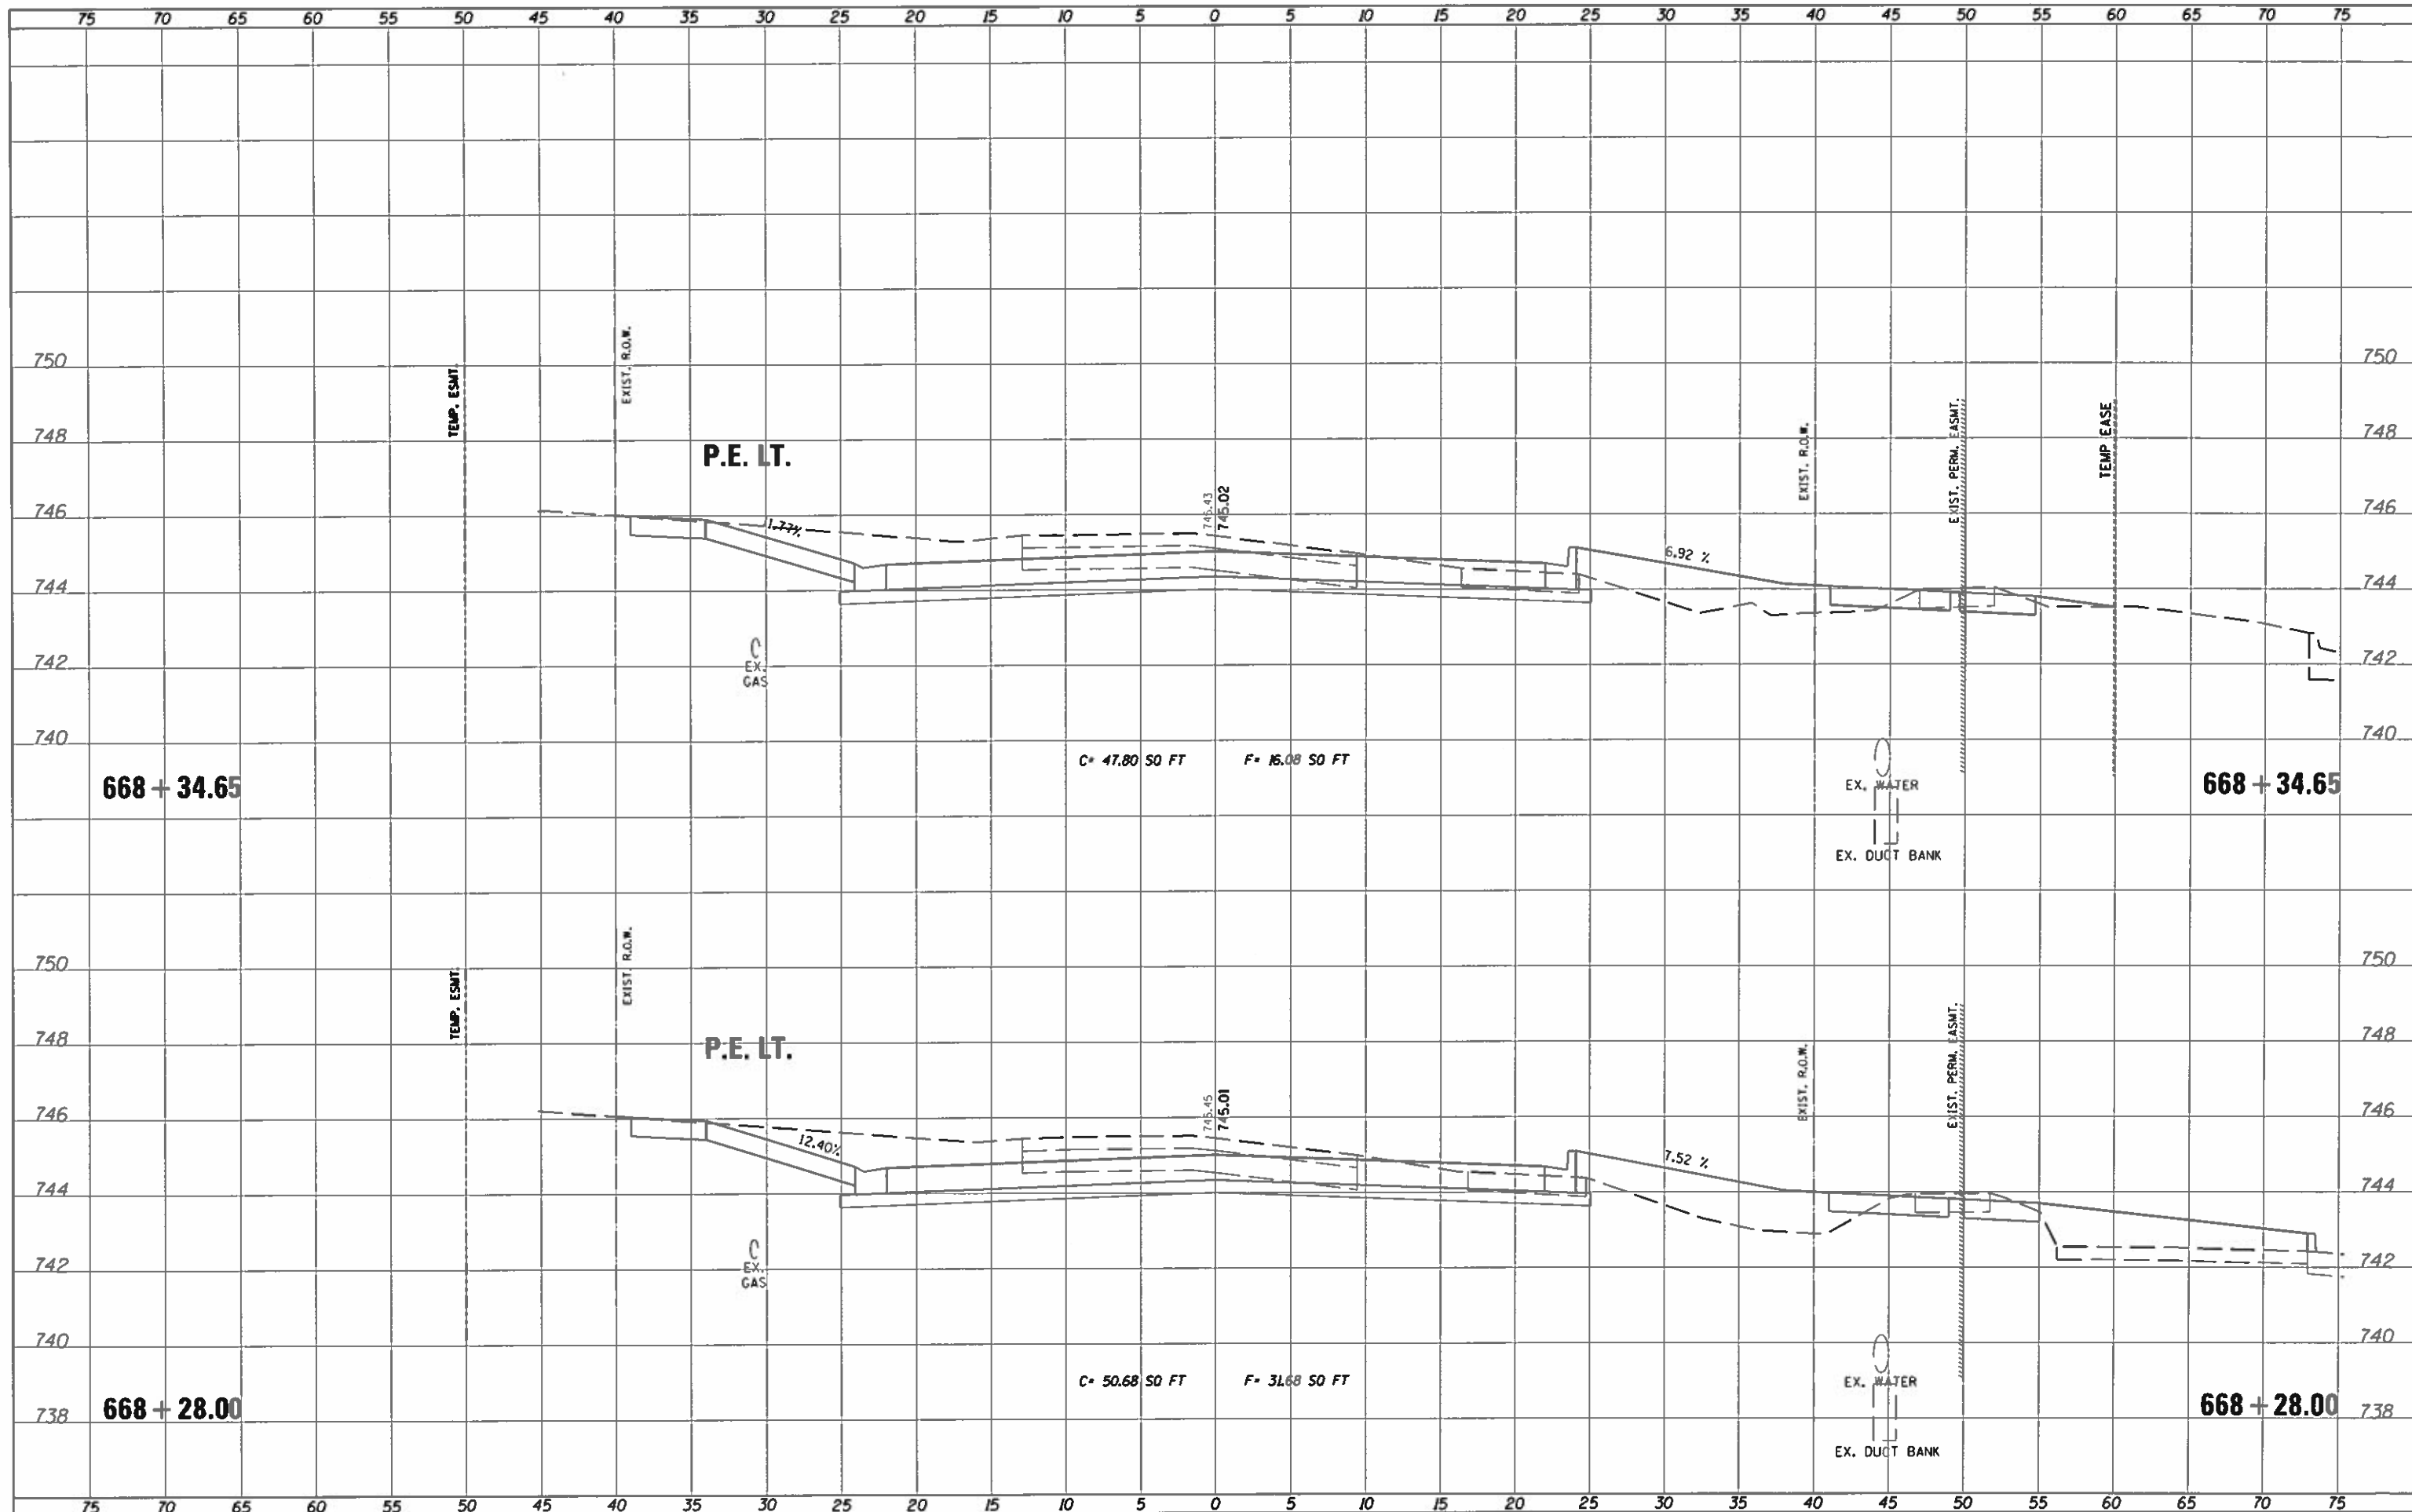 75 70 65 60 55 50 45 40 35 30 25 20 15 10 5 0 5 10 15 20 25 30 35 40 45 50 55 60 65 70 75
TEMP. ESMT.
EXIST. R.O.W.
P.E. LT.
745.43
745.02
EXIST. R.O.W.
EXIST. PERM. EASMT.
TEMP EASE
750 750
748 748
746 746
744 744
742 742
740 740
1.77%
6.92 %
EX.
GAS
C= 47.80 SQ FT F= 16.08 SQ FT
668 + 34.65 668 + 34.65
EX. WATER
EX. DUCT BANK
TEMP. ESMT.
EXIST. R.O.W.
P.E. LT.
745.45
745.01
EXIST. R.O.W.
EXIST. PERM. EASMT.
750 750
748 748
746 746
744 744
742 742
740 740
738 738
12.40%
7.52 %
EX.
GAS
C= 50.68 SQ FT F= 31.68 SQ FT
668 + 28.00 668 + 28.00
EX. WATER
EX. DUCT BANK
75 70 65 60 55 50 45 40 35 30 25 20 15 10 5 0 5 10 15 20 25 30 35 40 45 50 55 60 65 70 75